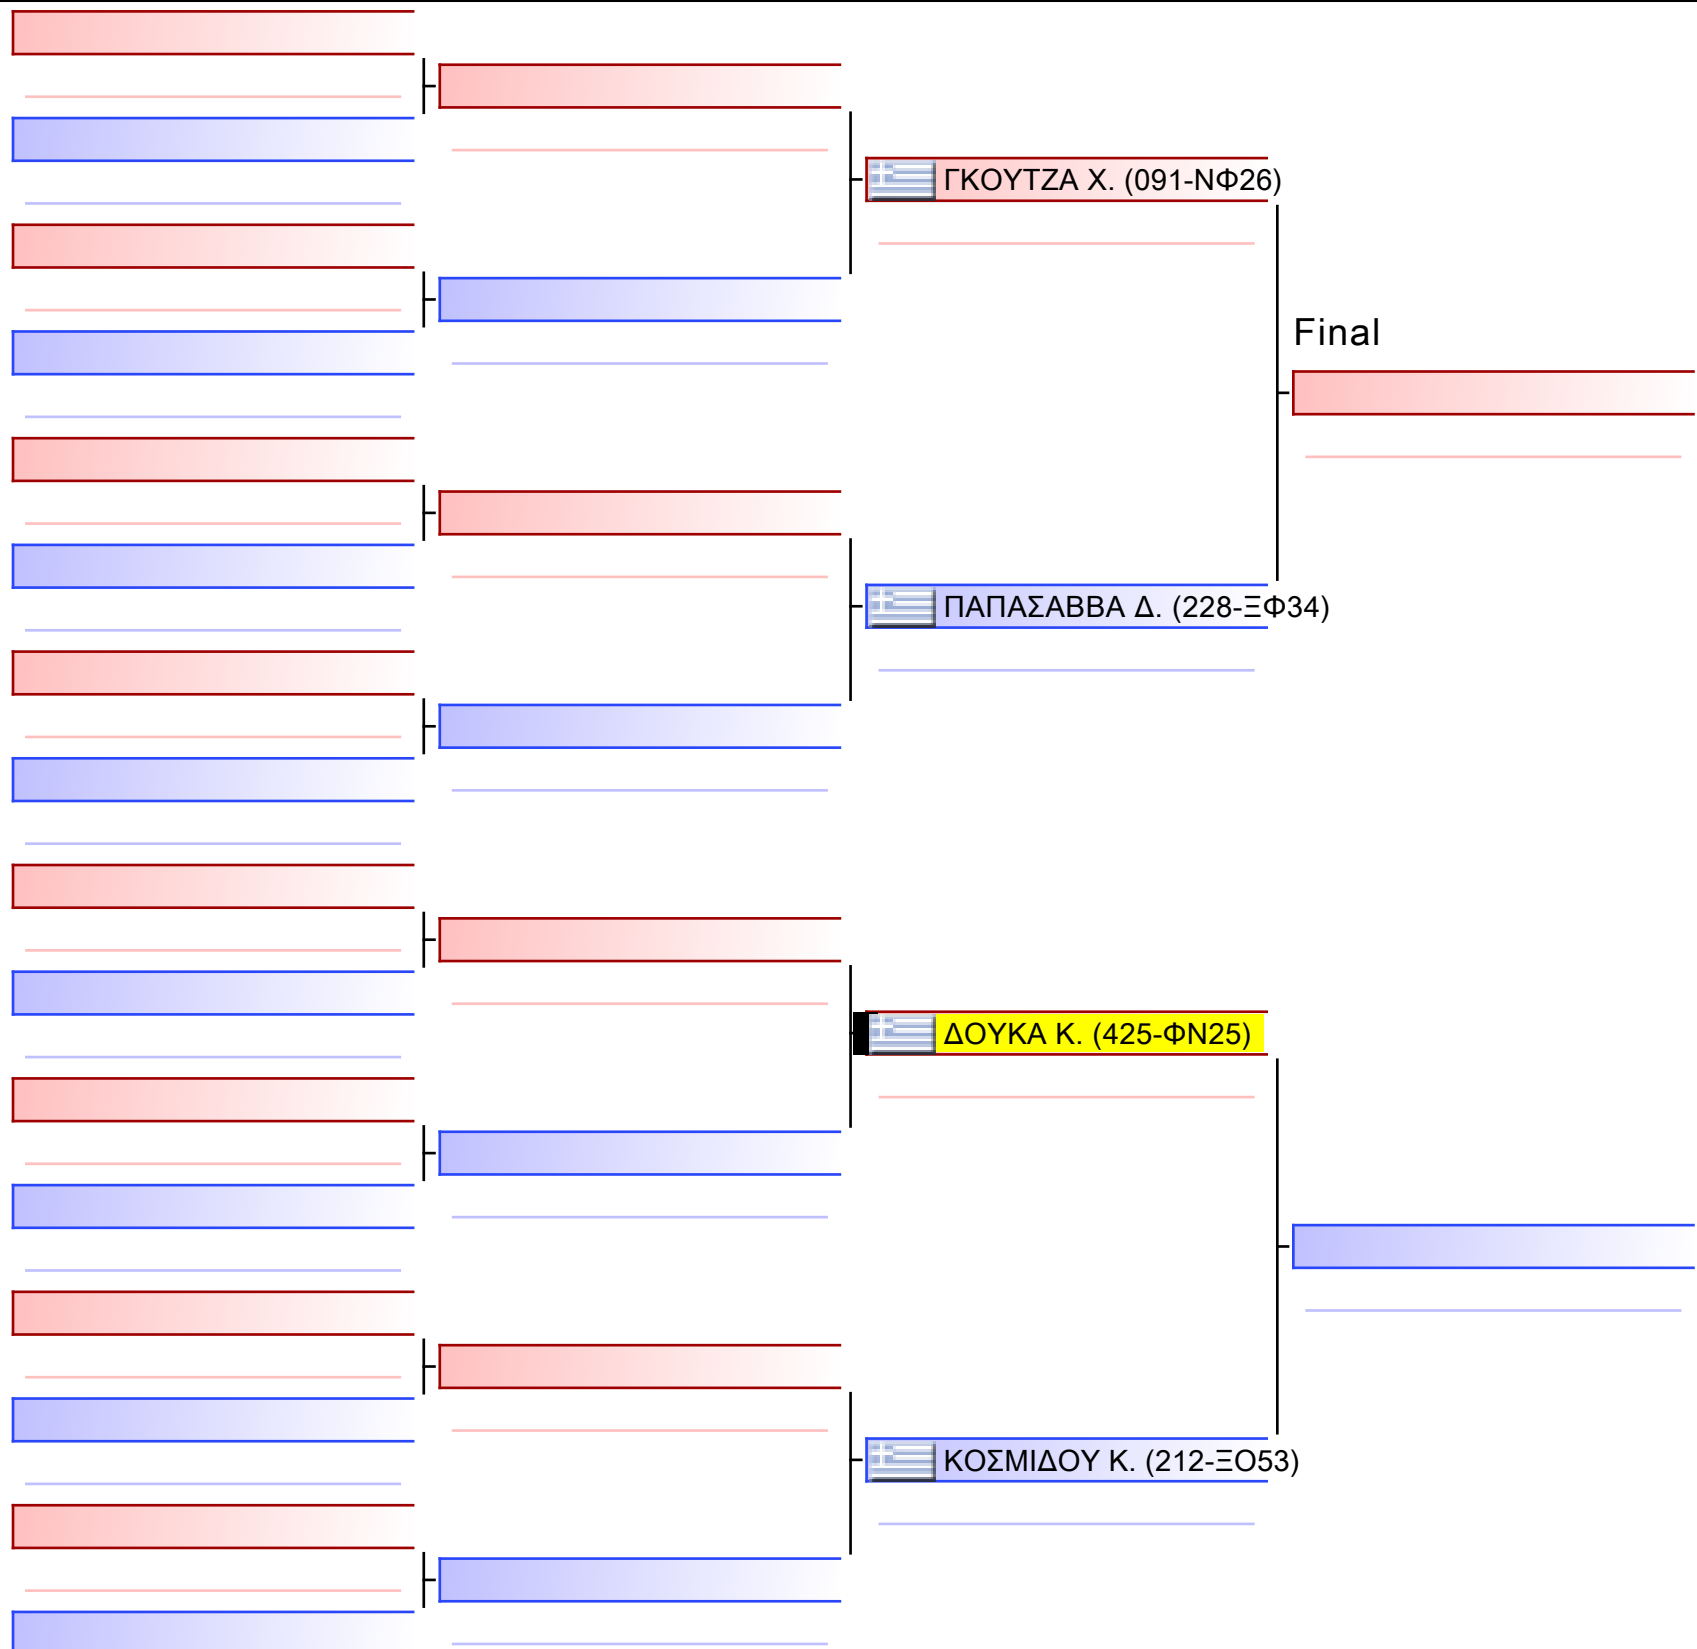 ΓΚΟΥΤΖΑ Χ. (091-ΝΦ26)
Final
ΠΑΠΑΣΑΒΒΑ Δ. (228-ΞΦ34)
ΔΟΥΚΑ Κ. (425-ΦΝ25)
ΚΟΣΜΙΔΟΥ Κ. (212-ΞΟ53)